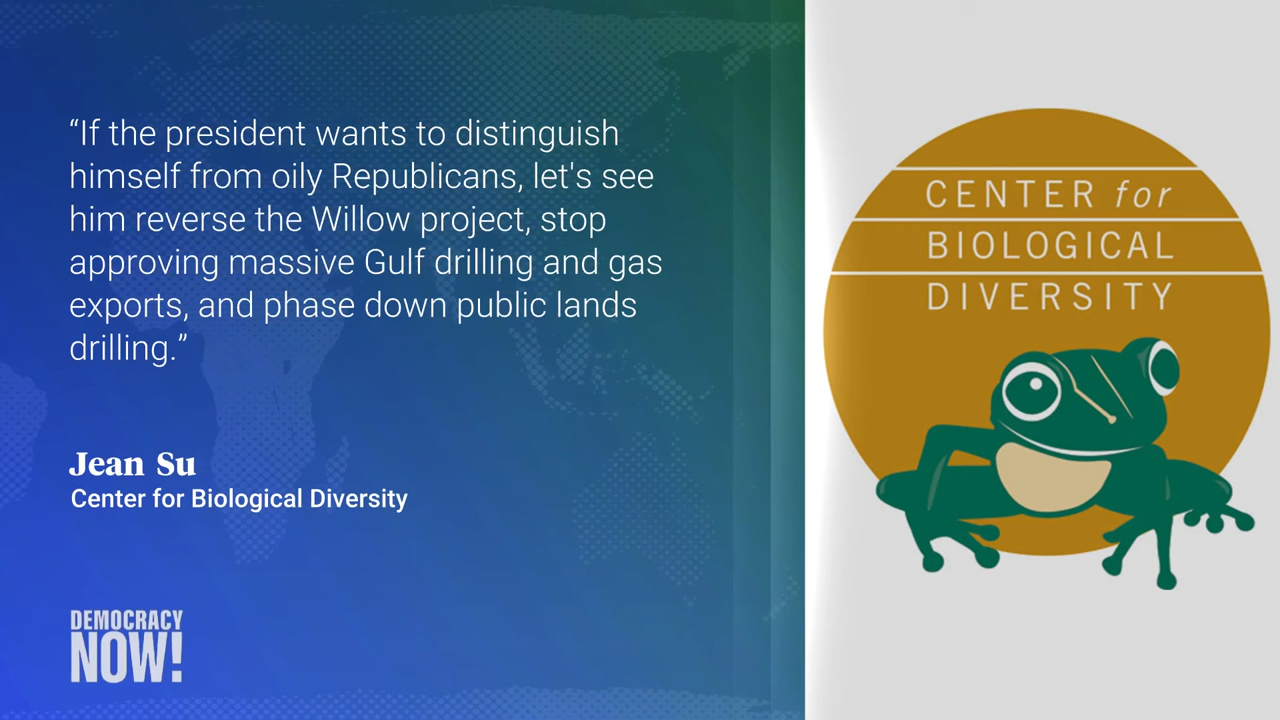 “If the president wants to distinguish
himself from oily Republicans, let's see
him reverse the Willow project, stop
approving massive Gulf drilling and gas
exports, and phase down public lands
drilling.”
Jean Su
Center for Biological Diversity
DEMOCRACY
NOW!
CENTER for
BIOLOGICAL
DIVERSITY